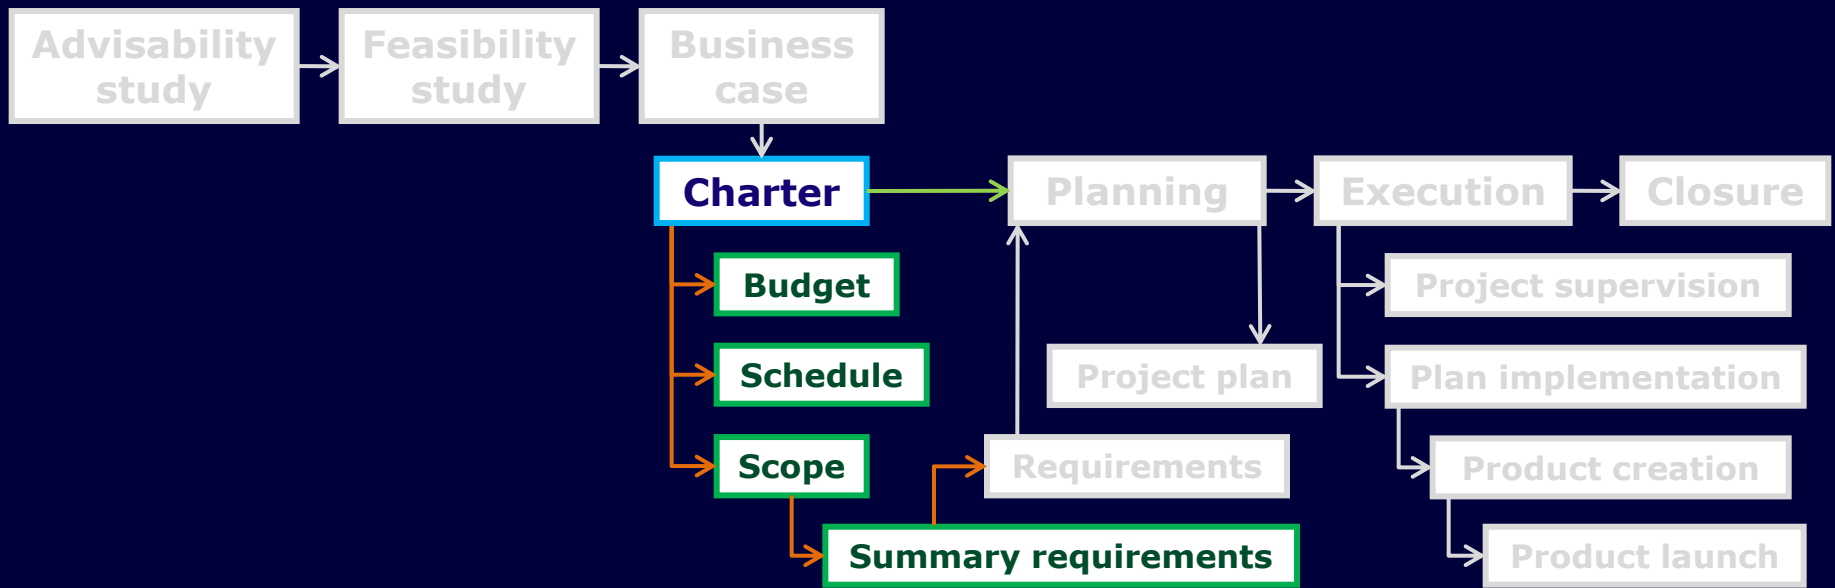 Advisability
study
Feasibility
study
Business
case
Charter
Planning
Execution
Closure
Budget
Project supervision
Schedule
Project plan
Plan implementation
Scope
Requirements
Product creation
Summary requirements
Product launch